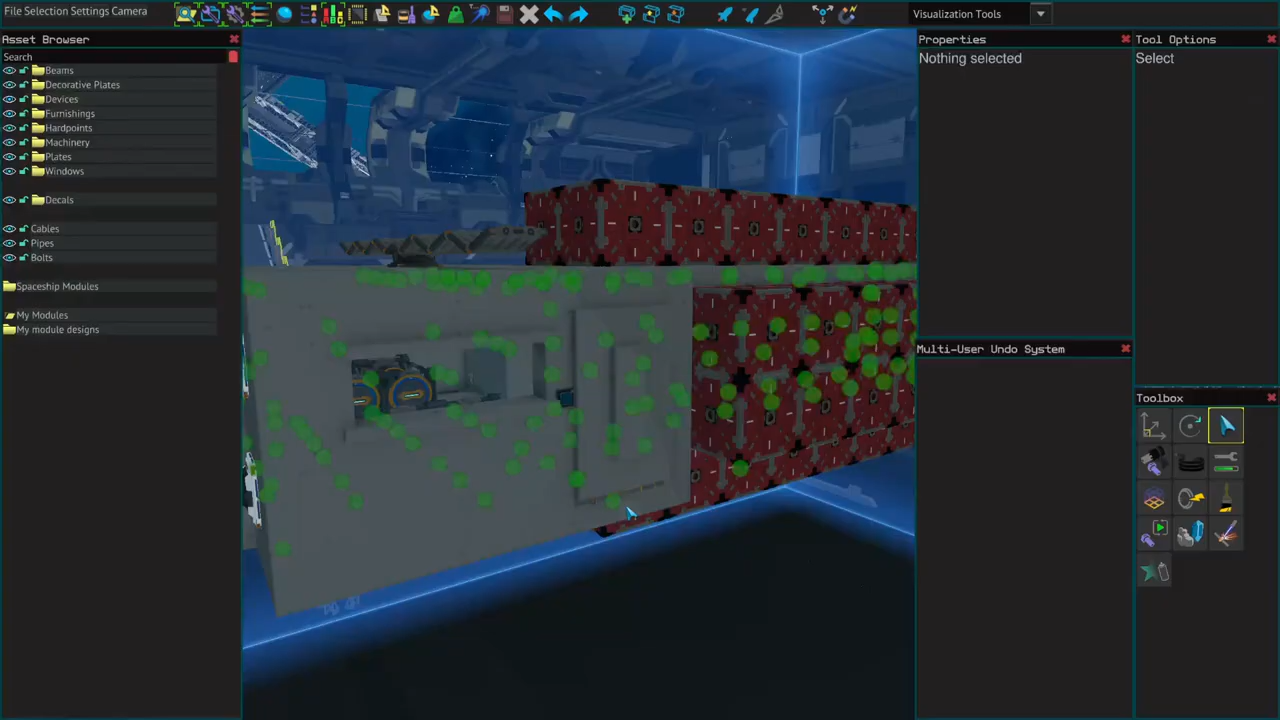 File Selection Settings Camera
Visualization Tools
Asset Browser
Search
Beams
Decorative Plates
Devices
Furnishings
Hardpoints
Machinery
Plates
Windows
Decals
Cables
Pipes
Bolts
Spaceship Modules
My Modules
My module designs
Properties
Nothing selected
Multi-User Undo System
Tool Options
Select
Toolbox